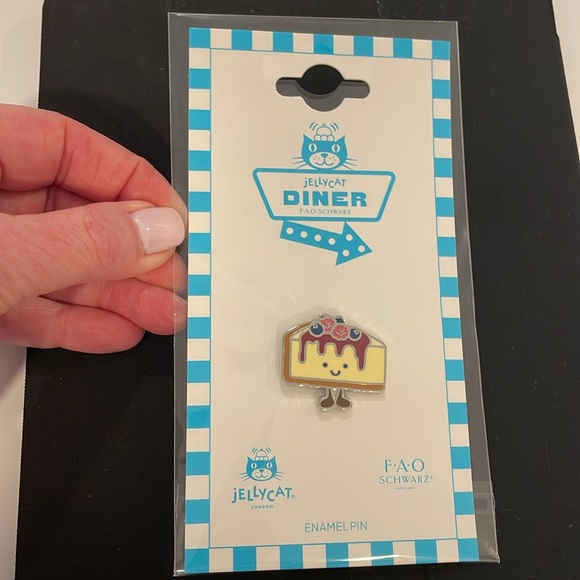 JELLYCAT
DINER
F·A·O SCHWARZ
JELLYCAT®
LONDON
F·A·O
SCHWARZ®
ENAMEL PIN